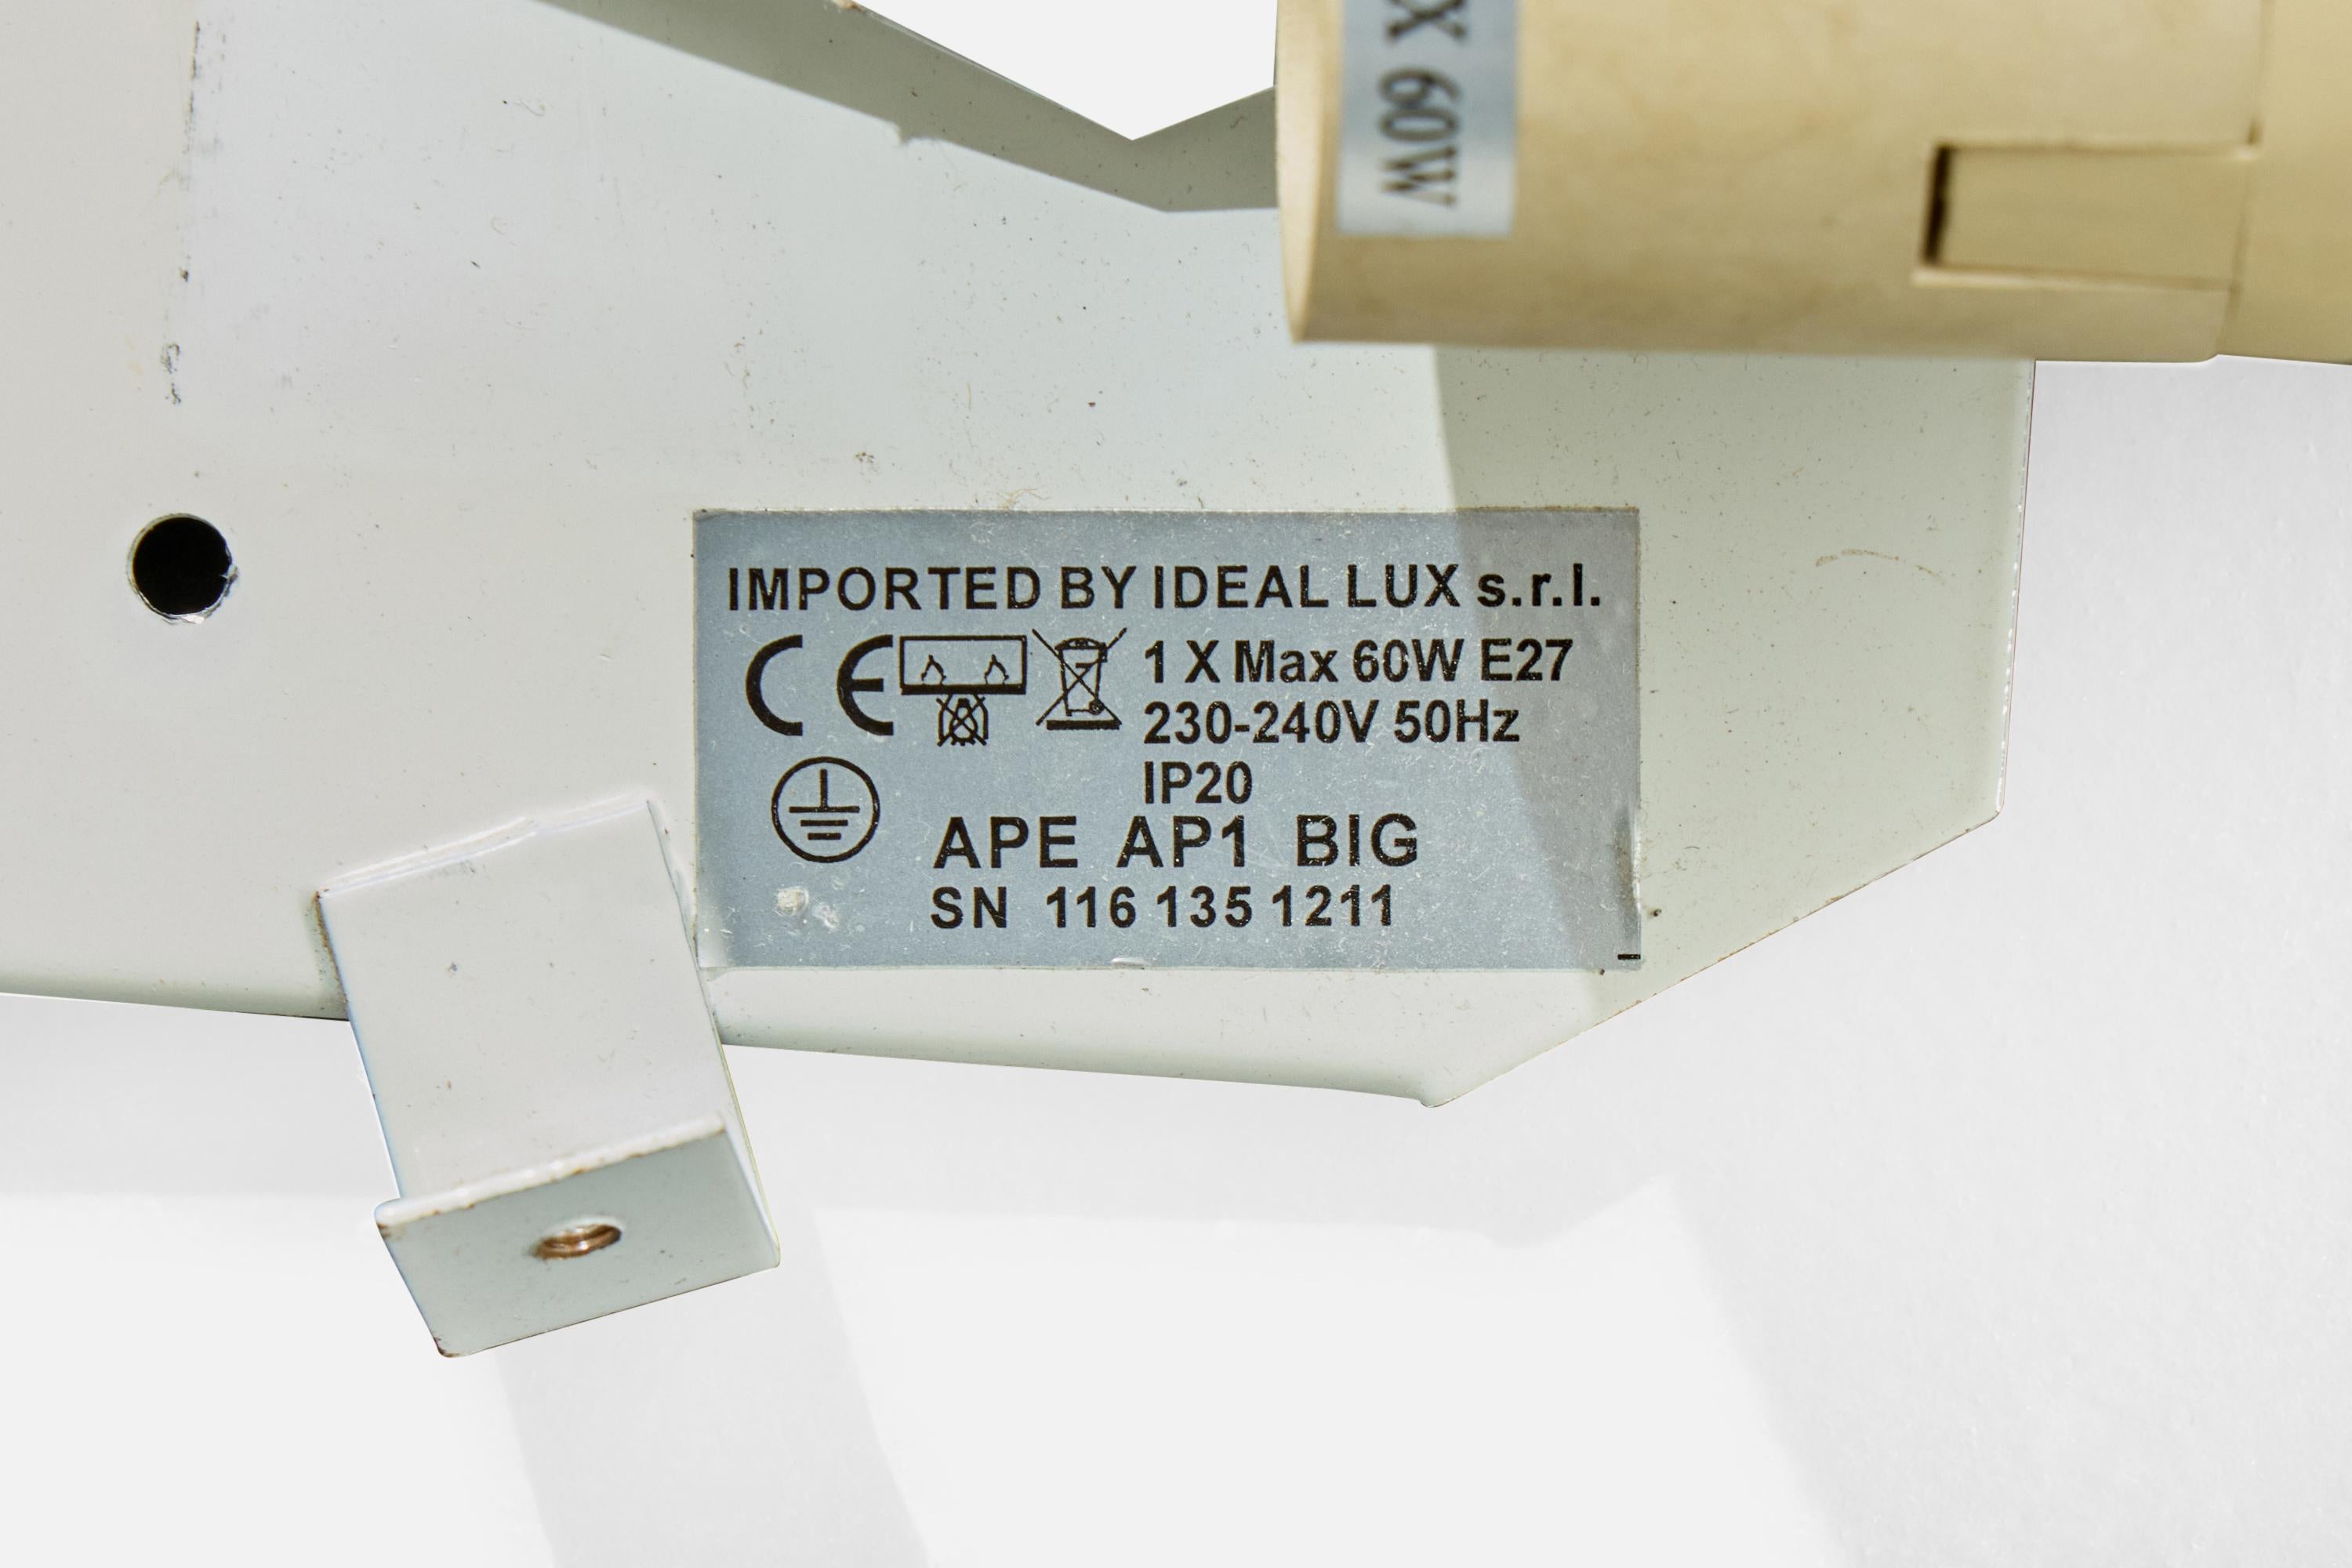 X 60W
IMPORTED BY IDEAL LUX s.r.l.
CE 1 X Max 60W E27
230-240V 50Hz
IP20
APE AP1 BIG
SN 116 135 1211